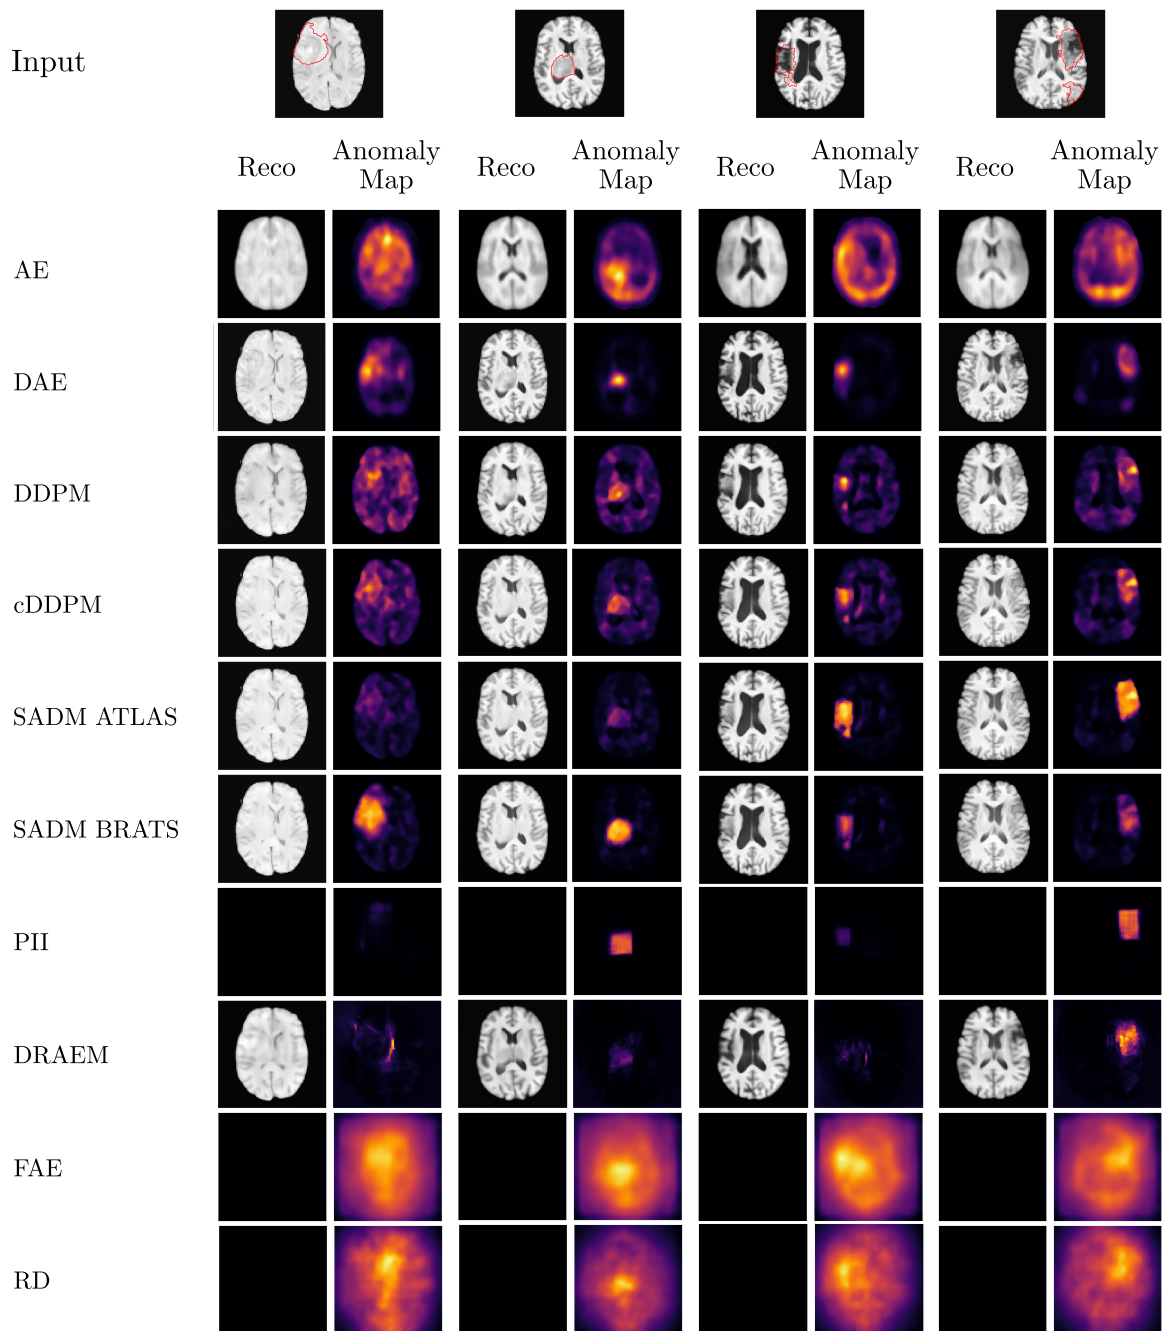 Input
Reco Anomaly Map Reco Anomaly Map Reco Anomaly Map Reco Anomaly Map
AE
DAE
DDPM
cDDPM
SADM ATLAS
SADM BRATS
PII
DRAEM
FAE
RD